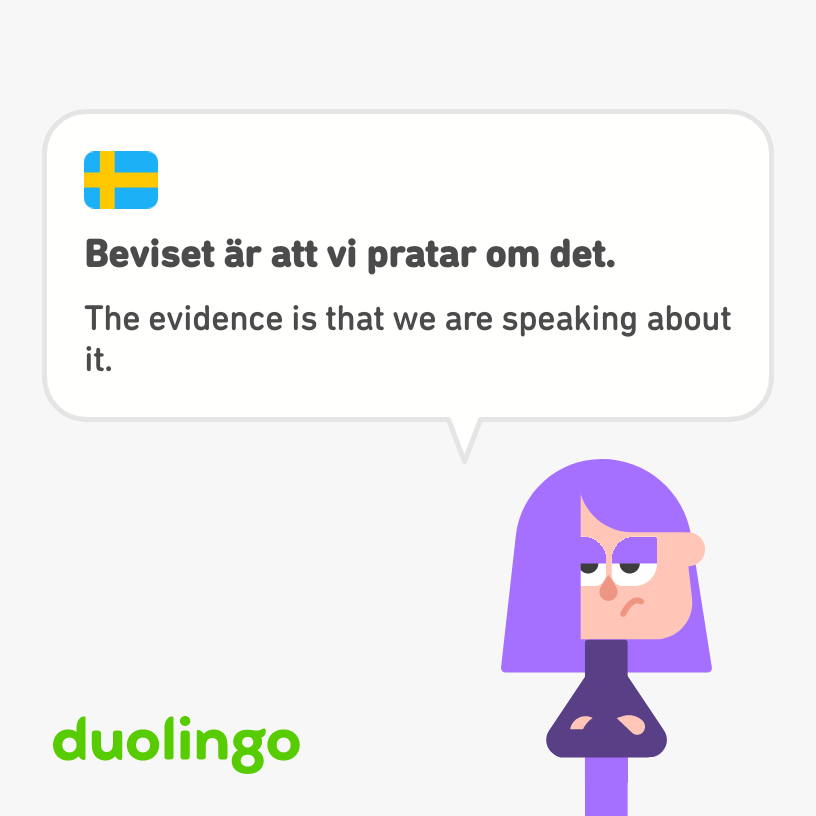 Beviset är att vi pratar om det.
The evidence is that we are speaking about
it.
duolingo